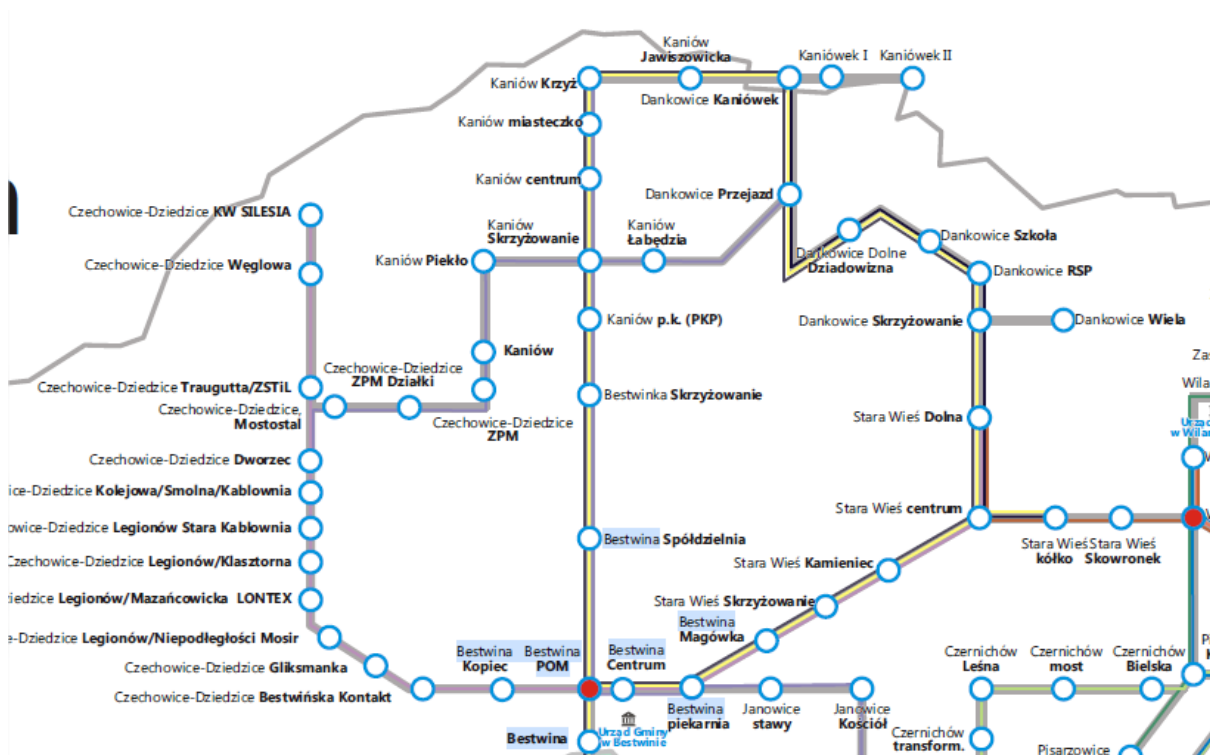 Kaniów
Jawiszowicka
Kaniówek I
Kaniówek II
Kaniów Krzyż
Dankowice Kaniówek
Kaniów miasteczko
Kaniów centrum
Dankowice Przejazd
Czechowice-Dziedzice KW SILESIA
Kaniów
Skrzyżowanie
Kaniów
Łabędzia
Dankowice Szkoła
Dankowice Dolne
Dziadowizna
Czechowice-Dziedzice Węglowa
Kaniów Piekło
Dankowice RSP
Kaniów p.k. (PKP)
Dankowice Skrzyżowanie
Dankowice Wiela
Kaniów
Czechowice-Dziedzice
ZPM Działki
Czechowice-Dziedzice Traugutta/ZSTiL
Bestwinka Skrzyżowanie
Czechowice-Dziedzice,
Mostostal
Czechowice-Dziedzice
ZPM
Stara Wieś Dolna
Czechowice-Dziedzice Dworzec
ice-Dziedzice Kolejowa/Smolna/Kablownia
Stara Wieś centrum
owice-Dziedzice Legionów Stara Kablownia
Bestwina Spółdzielnia
Stara Wieś
kółko
Stara Wieś
Skowronek
Czechowice-Dziedzice Legionów/Klasztorna
Stara Wieś Kamieniec
ziedzice Legionów/Mazańcowicka LONTEX
Stara Wieś Skrzyżowanie
Bestwina
Magówka
e-Dziedzice Legionów/Niepodległości Mosir
Bestwina
Kopiec
Bestwina
POM
Bestwina
Centrum
Czernichów
Leśna
Czernichów
most
Czernichów
Bielska
Czechowice-Dziedzice Gliksmanka
Czechowice-Dziedzice Bestwińska Kontakt
Bestwina
piekarnia
Janowice
stawy
Janowice
Kościół
Urząd Gminy
w Bestwinie
Bestwina
Czernichów
transform.
Pisarzowice